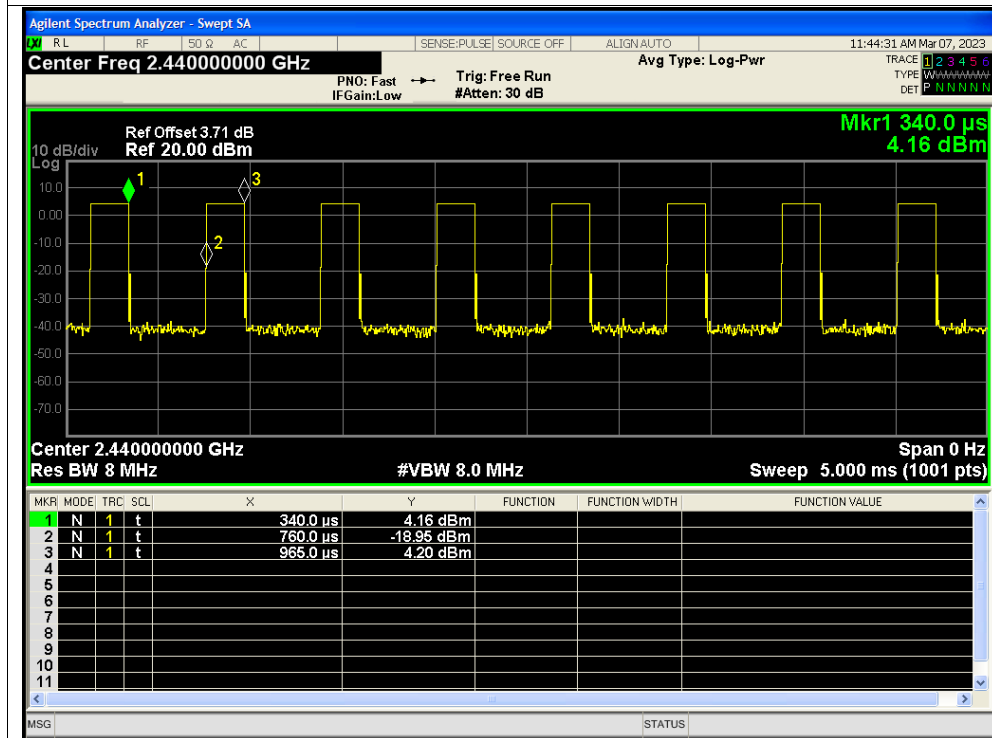 Agilent Spectrum Analyzer - Swept SA
LXI RL RF 50 Ω AC SENSE:PULSE SOURCE OFF ALIGN AUTO 11:44:31 AM Mar 07, 2023
Center Freq 2.440000000 GHz
PNO: Fast
IFGain:Low
Trig: Free Run
#Atten: 30 dB
Avg Type: Log-Pwr
TRACE 1 2 3 4 5 6
TYPE W
DET P N N N N N
Mkr1 340.0 µs
4.16 dBm
Ref Offset 3.71 dB
10 dB/div Ref 20.00 dBm
Log
1
3
2
10.0
0.00
-10.0
-20.0
-30.0
-40.0
-50.0
-60.0
-70.0
Center 2.440000000 GHz Span 0 Hz
Res BW 8 MHz #VBW 8.0 MHz Sweep 5.000 ms (1001 pts)
MKR MODE TRC SCL X Y FUNCTION FUNCTION WIDTH FUNCTION VALUE
1 N 1 t 340.0 µs 4.16 dBm
2 N 1 t 760.0 µs -18.95 dBm
3 N 1 t 965.0 µs 4.20 dBm
4
5
6
7
8
9
10
11
MSG STATUS